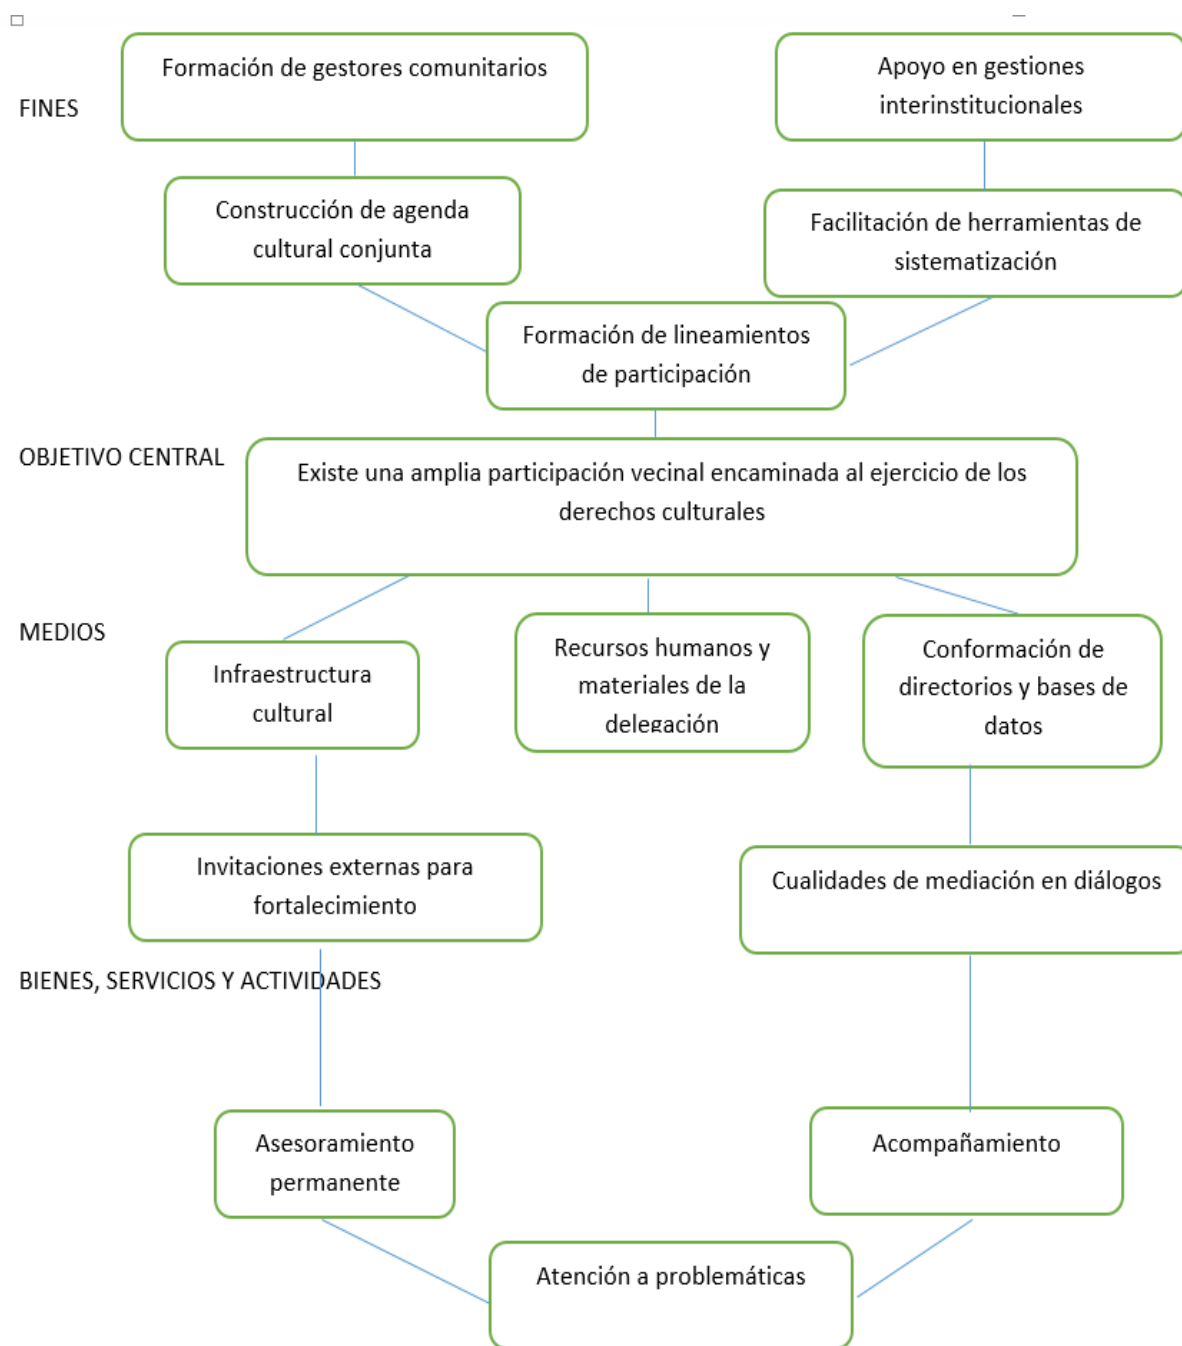 Formación de gestores comunitarios
Apoyo en gestiones
interinstitucionales
FINES
Construcción de agenda
cultural conjunta
Facilitación de herramientas de
sistematización
Formación de lineamientos
de participación
OBJETIVO CENTRAL
Existe una amplia participación vecinal encaminada al ejercicio de los
derechos culturales
MEDIOS
Infraestructura
cultural
Recursos humanos y
materiales de la
delegación
Conformación de
directorios y bases de
datos
Invitaciones externas para
fortalecimiento
Cualidades de mediación en diálogos
BIENES, SERVICIOS Y ACTIVIDADES
Asesoramiento
permanente
Acompañamiento
Atención a problemáticas